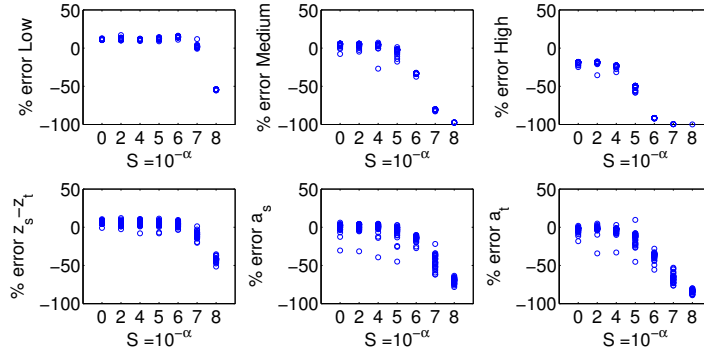 50
0
−50
−100
% error Low
0 2 4 5 6 7 8
S =10^{−α}
50
0
−50
−100
% error Medium
0 2 4 5 6 7 8
S =10^{−α}
50
0
−50
−100
% error High
0 2 4 5 6 7 8
S =10^{−α}
50
0
−50
−100
% error z_s−z_t
0 2 4 5 6 7 8
S =10^{−α}
50
0
−50
−100
% error a_s
0 2 4 5 6 7 8
S =10^{−α}
50
0
−50
−100
% error a_t
0 2 4 5 6 7 8
S =10^{−α}